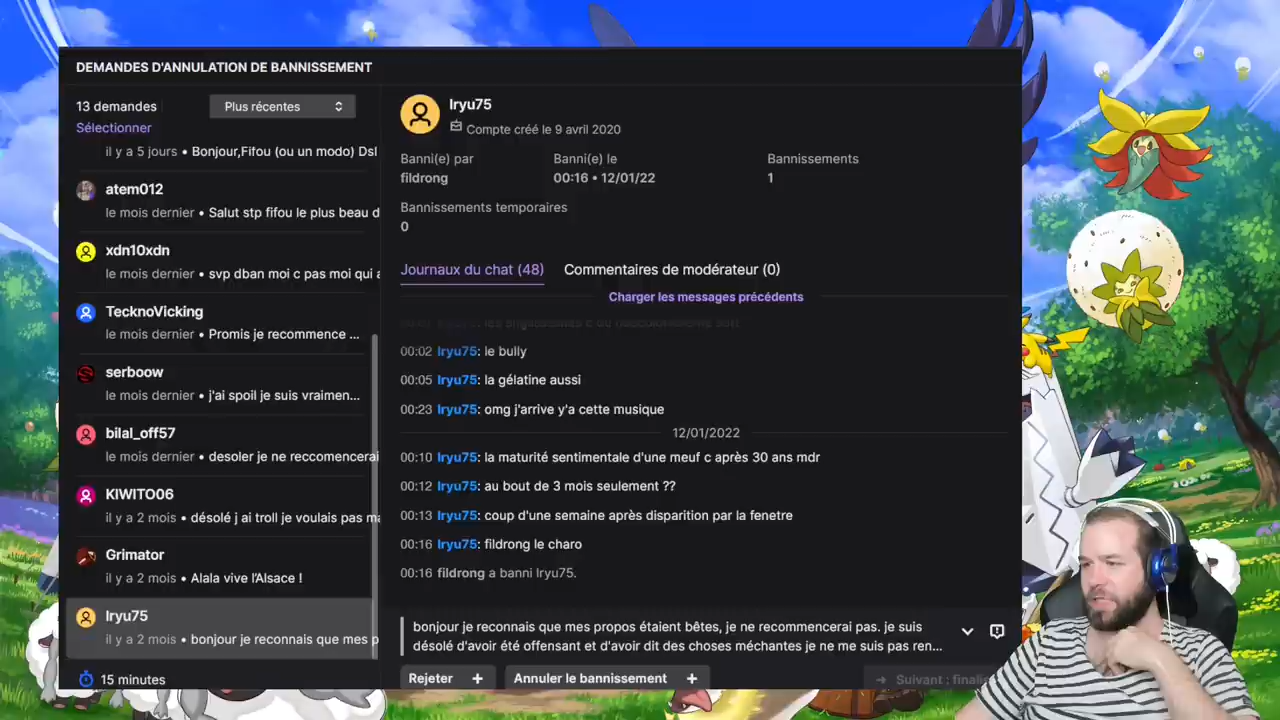 DEMANDES D'ANNULATION DE BANNISSEMENT
13 demandes
Plus récentes
Sélectionner
il y a 5 jours • Bonjour,Fifou (ou un modo) Dsl
atem012
le mois dernier • Salut stp fifou le plus beau d
xdn10xdn
le mois dernier • svp dban moi c pas moi qui a
TecknoVicking
le mois dernier • Promis je recommence ...
serboow
le mois dernier • j'ai spoil je suis vraimen...
bilal_off57
le mois dernier • desoler je ne reccomencerai
KIWITO06
il y a 2 mois • désolé j ai troll je voulais pas ma
Grimator
il y a 2 mois • Alala vive l'Alsace !
Iryu75
il y a 2 mois • bonjour je reconnais que mes p
15 minutes
Iryu75
Compte créé le 9 avril 2020
Banni(e) par
fildrong
Banni(e) le
00:16 • 12/01/22
Bannissements
1
Bannissements temporaires
0
Journaux du chat (48)
Commentaires de modérateur (0)
Charger les messages précédents
00:02 Iryu75: le bully
00:05 Iryu75: la gélatine aussi
00:23 Iryu75: omg j'arrive y'a cette musique
12/01/2022
00:10 Iryu75: la maturité sentimentale d'une meuf c après 30 ans mdr
00:12 Iryu75: au bout de 3 mois seulement ??
00:13 Iryu75: coup d'une semaine après disparition par la fenetre
00:16 Iryu75: fildrong le charo
00:16 fildrong a banni Iryu75.
bonjour je reconnais que mes propos étaient bêtes, je ne recommencerai pas. je suis
désolé d'avoir été offensant et d'avoir dit des choses méchantes je ne me suis pas ren...
Rejeter +
Annuler le bannissement +
→ Suivant : finali